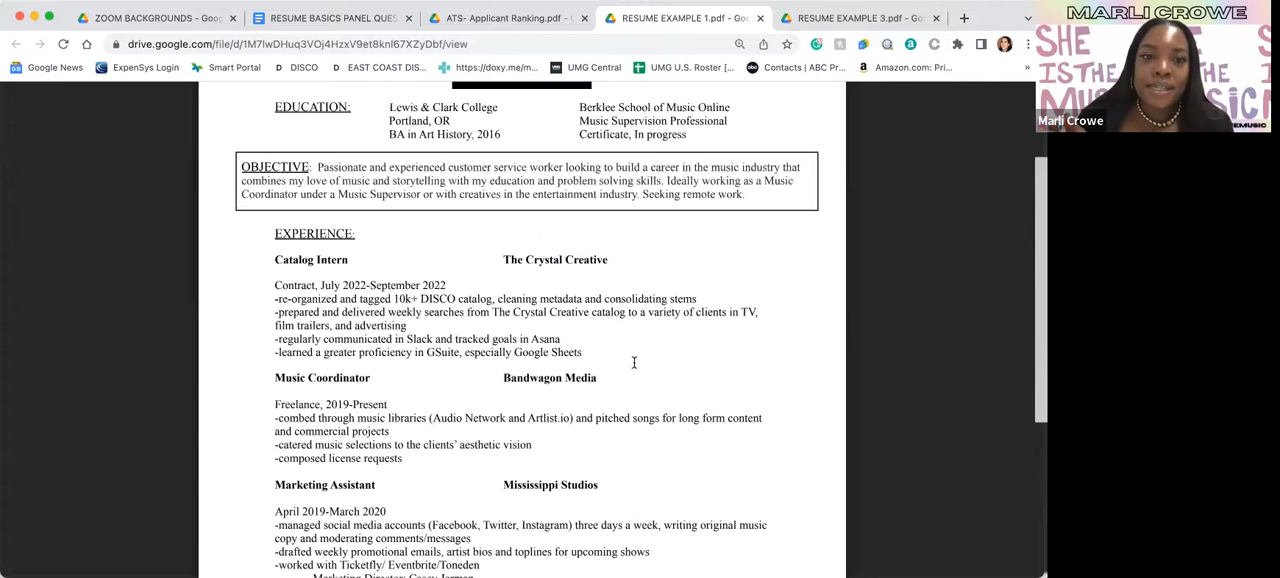 ZOOM BACKGROUNDS - Goog
RESUME BASICS PANEL QUES
ATS- Applicant Ranking.pdf -
RESUME EXAMPLE 1.pdf - Go
RESUME EXAMPLE 3.pdf - Go
drive.google.com/file/d/1M7lwDHuq3VOj4HzxV9et8knI67XZyDbf/view
Google News
ExpenSys Login
Smart Portal
D DISCO
D EAST COAST DIS...
https://doxy.me/m...
UMG Central
UMG U.S. Roster [...
Contacts | ABC Pr...
Amazon.com: Pri...
»
MARLI CROWE
SHE
IS THE
Marli Crowe
EDUCATION:
Lewis & Clark College
Portland, OR
BA in Art History, 2016
Berklee School of Music Online
Music Supervision Professional
Certificate, In progress
OBJECTIVE: Passionate and experienced customer service worker looking to build a career in the music industry that
combines my love of music and storytelling with my education and problem solving skills. Ideally working as a Music
Coordinator under a Music Supervisor or with creatives in the entertainment industry. Seeking remote work.
EXPERIENCE:
Catalog Intern The Crystal Creative
Contract, July 2022-September 2022
-re-organized and tagged 10k+ DISCO catalog, cleaning metadata and consolidating stems
-prepared and delivered weekly searches from The Crystal Creative catalog to a variety of clients in TV,
film trailers, and advertising
-regularly communicated in Slack and tracked goals in Asana
-learned a greater proficiency in GSuite, especially Google Sheets
Music Coordinator Bandwagon Media
Freelance, 2019-Present
-combed through music libraries (Audio Network and Artlist.io) and pitched songs for long form content
and commercial projects
-catered music selections to the clients' aesthetic vision
-composed license requests
Marketing Assistant Mississippi Studios
April 2019-March 2020
-managed social media accounts (Facebook, Twitter, Instagram) three days a week, writing original music
copy and moderating comments/messages
-drafted weekly promotional emails, artist bios and toplines for upcoming shows
-worked with Ticketfly/ Eventbrite/Toneden
Marketing Director: Casey Jarman